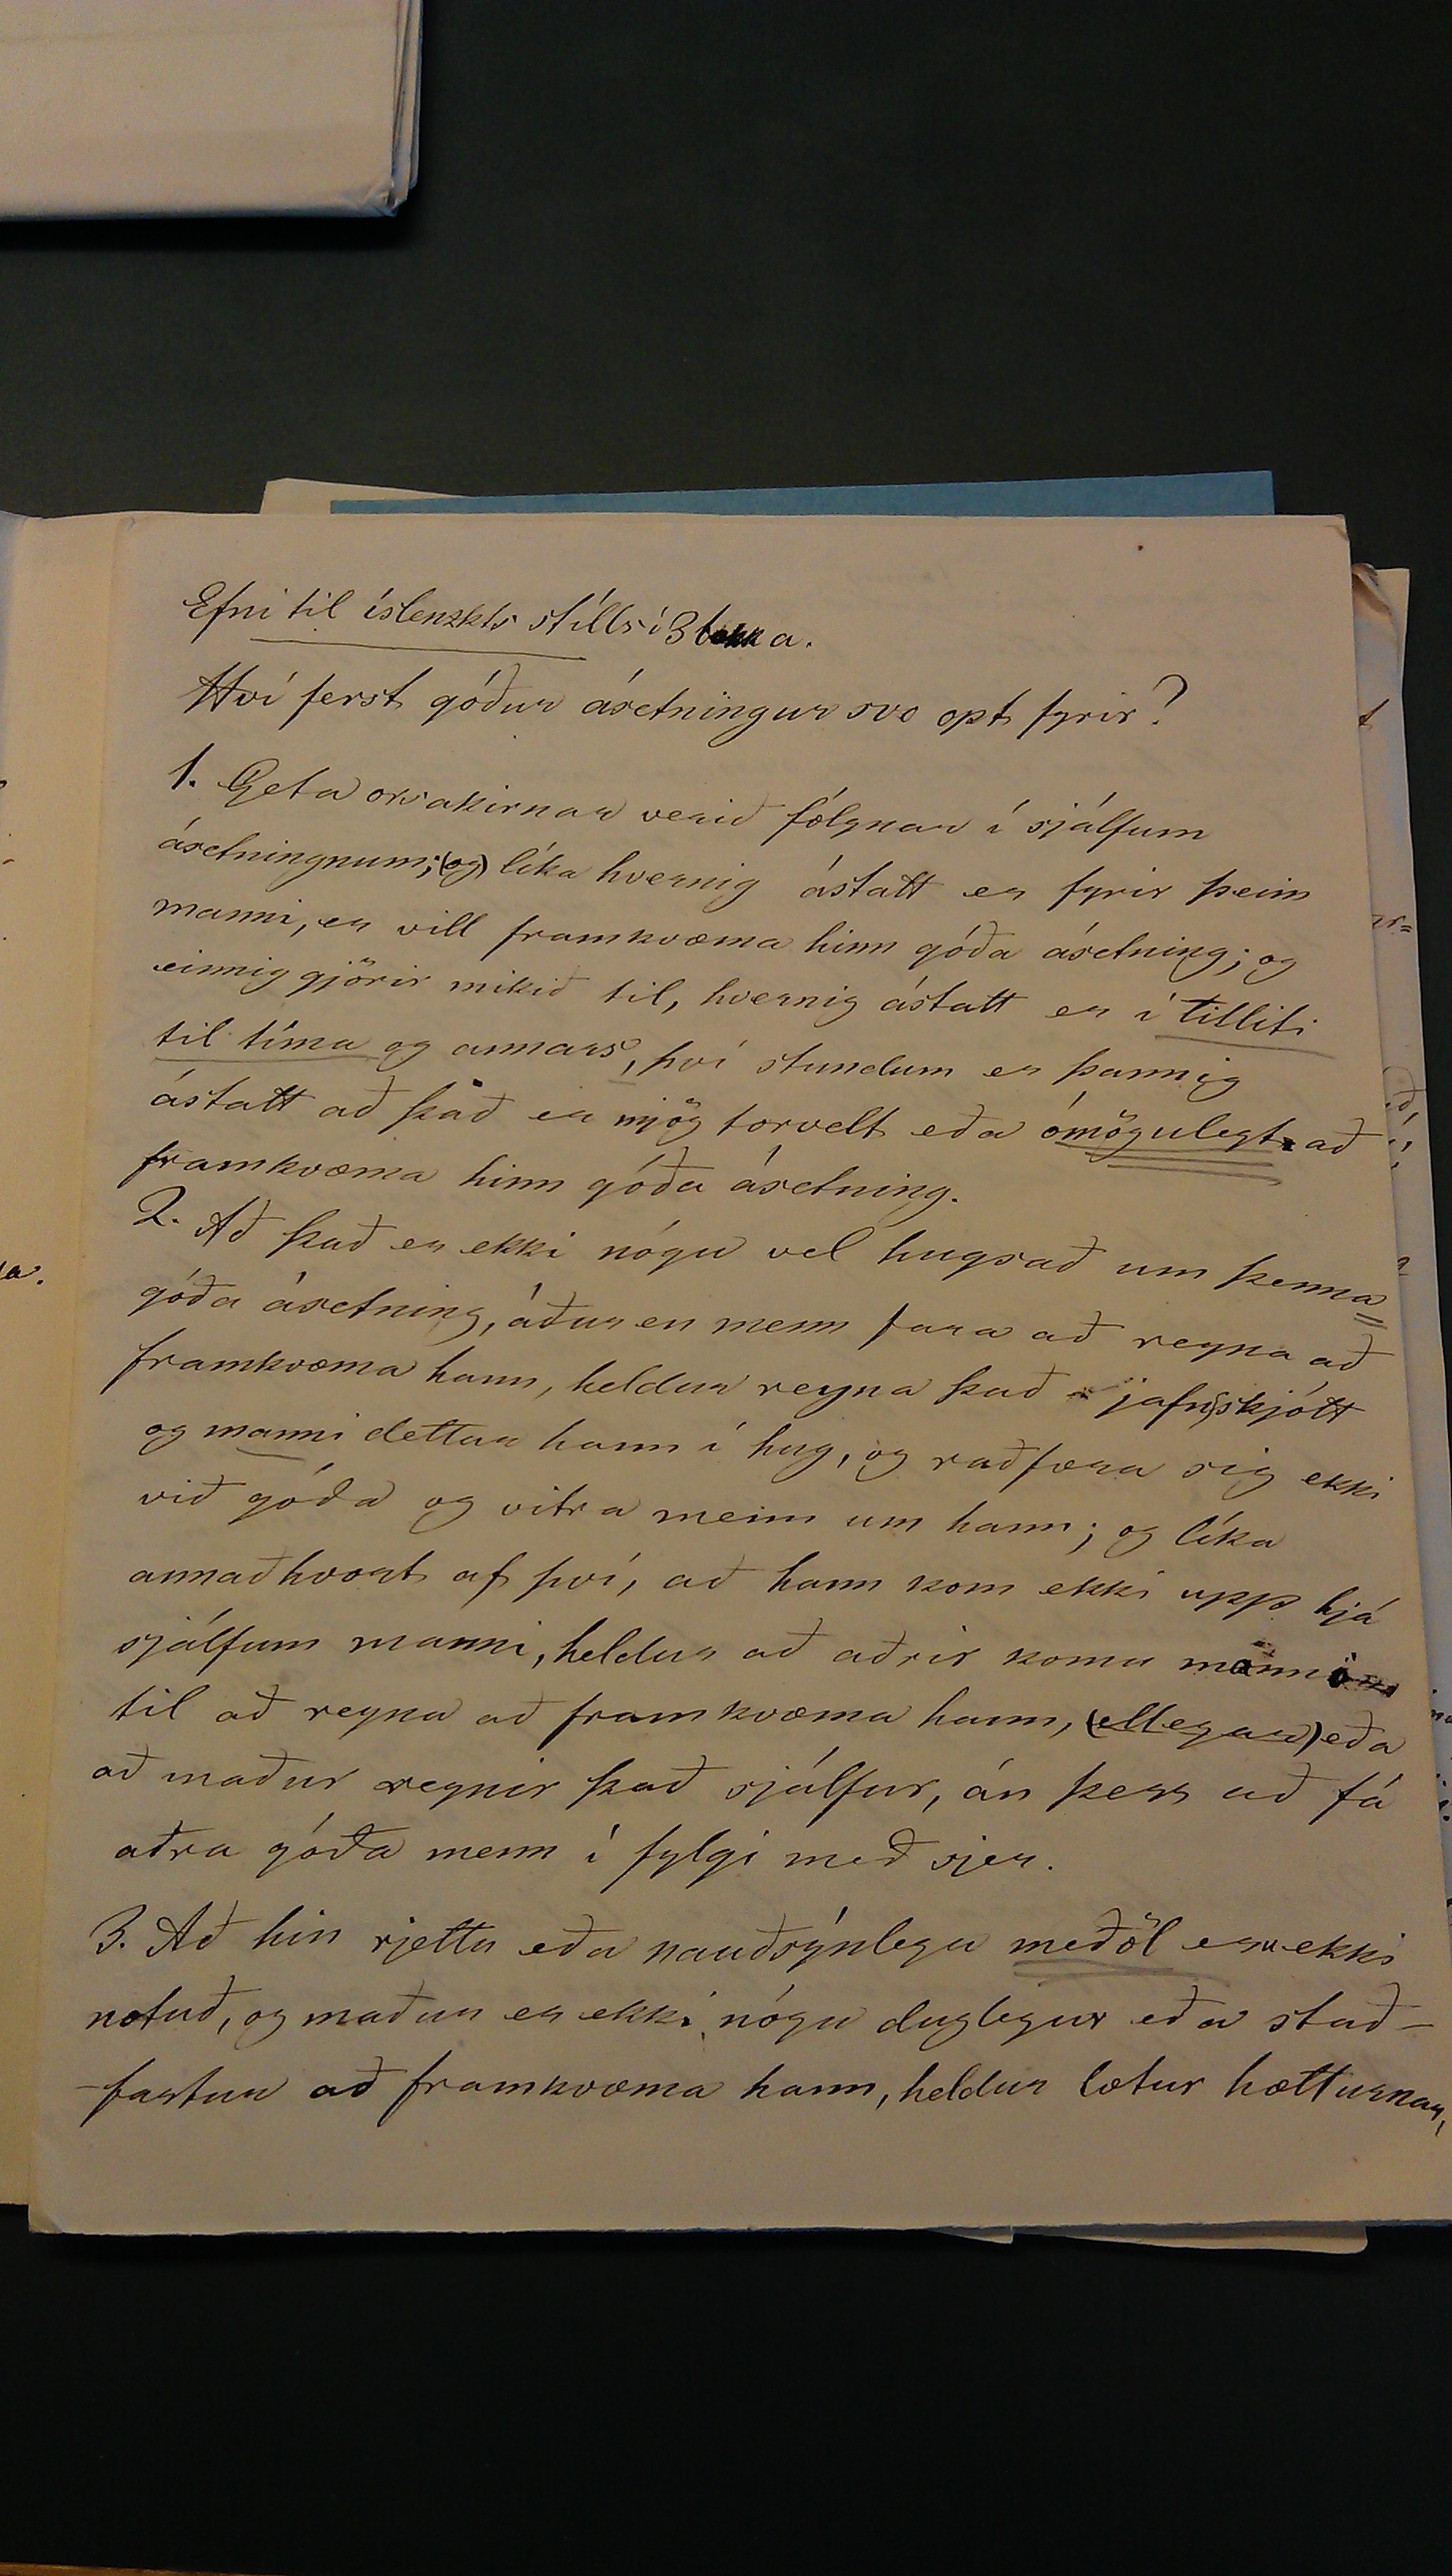 Efni til íslenzks stílls í 3 bekk a.
Hví ferst góður ásetningur svo opt fyrir?
1. Geta orsakirnar verið fólgnar í sjálfum
ásetningnum; (og) líka hvernig ástatt er fyrir þeim
manni, er vill framkvæma hinn góða ásetning; og
einnig gjörir mikið til, hvernig ástatt er í tilliti
til tíma og annars, því stundum er þannig
ástatt að það er mjög torvelt eða ómögulegt að
framkvæma hinn góða ásetning.
2. Að það er ekki nógu vel hugsað um þenna
góða ásetning, áður en menn fara að reyna að
framkvæma hann, heldur reyna það jafnskjótt
og manni dettur hann í hug, og raðfæra sig ekki
við góða og vitra menn um hann; og líka
annaðhvort af því, að hann kom ekki upp hjá
sjálfum manni, heldur að aðrir koma manni
til að reyna að framkvæma hann, (ellegar) eða
að maður reynir það sjálfur, án þess að fá
aðra góða menn í fylgi með sjer.
3. Að hin rjettu eða nauðsýnlegu meðöl eru ekki
notuð, og maður er ekki nógu duglegur eða stað-
-fastur að framkvæma hann, heldur lætur hætturnar,